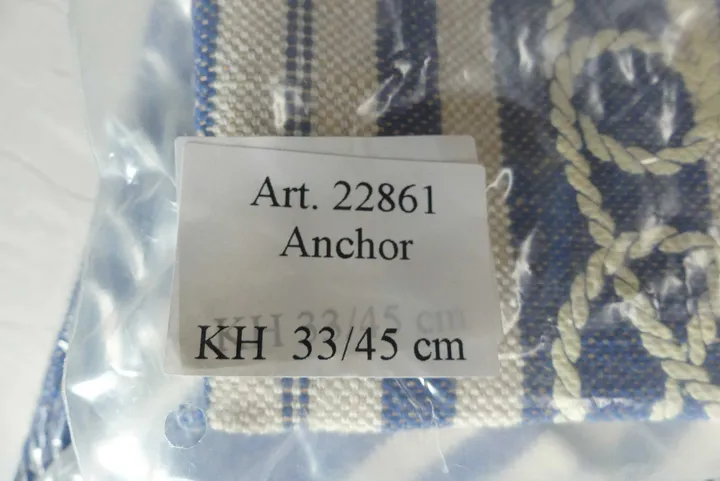 Art. 22861
Anchor
KH 33/45 cm